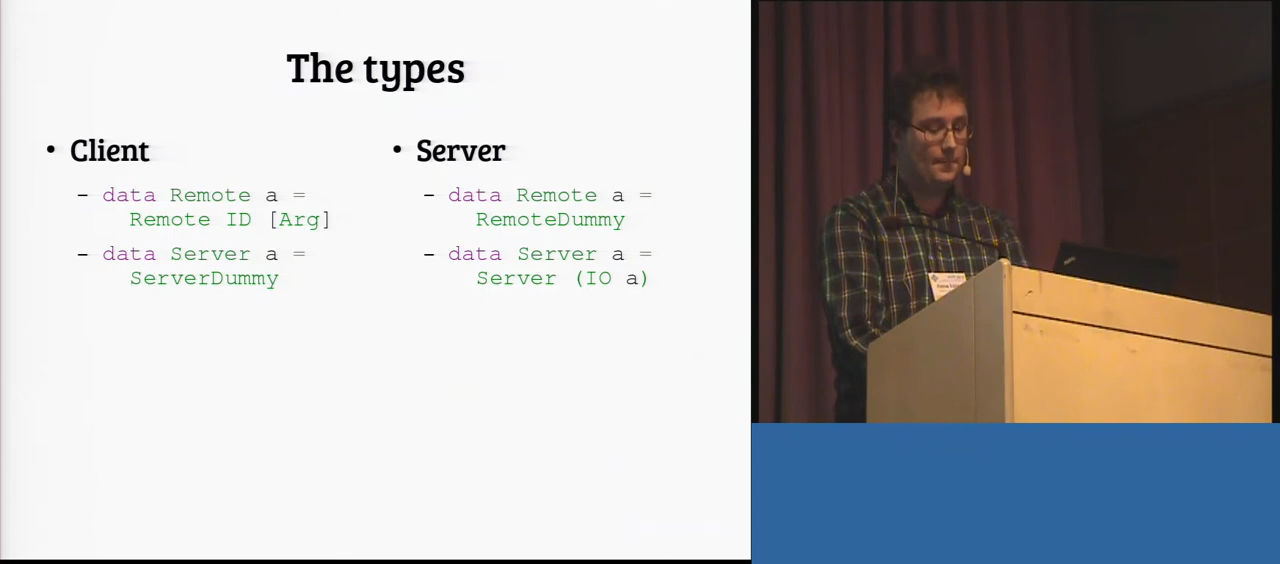 The types
• Client
– data Remote a =
Remote ID [Arg]
– data Server a =
ServerDummy
• Server
– data Remote a =
RemoteDummy
– data Server a =
Server (IO a)